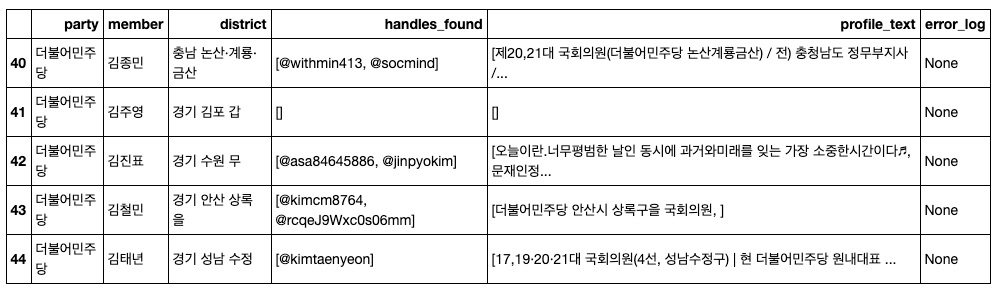 party member district handles_found profile_text error_log
40 더불어민주당 김종민 충남 논산·계룡·금산 [@withmin413, @socmind] [제20,21대 국회의원(더불어민주당 논산계룡금산) / 전) 충청남도 정무부지사 /... None
41 더불어민주당 김주영 경기 김포 갑 [] [] None
42 더불어민주당 김진표 경기 수원 무 [@asa84645886, @jinpyokim] [오늘이란.너무평범한 날인 동시에 과거와미래를 잊는 가장 소중한시간이다♬, 문재인정... None
43 더불어민주당 김철민 경기 안산 상록을 [@kimcm8764, @rcqeJ9Wxc0s06mm] [더불어민주당 안산시 상록구을 국회의원, ] None
44 더불어민주당 김태년 경기 성남 수정 [@kimtaenyeon] [17,19·20·21대 국회의원(4선, 성남수정구) | 현 더불어민주당 원내대표 ... None